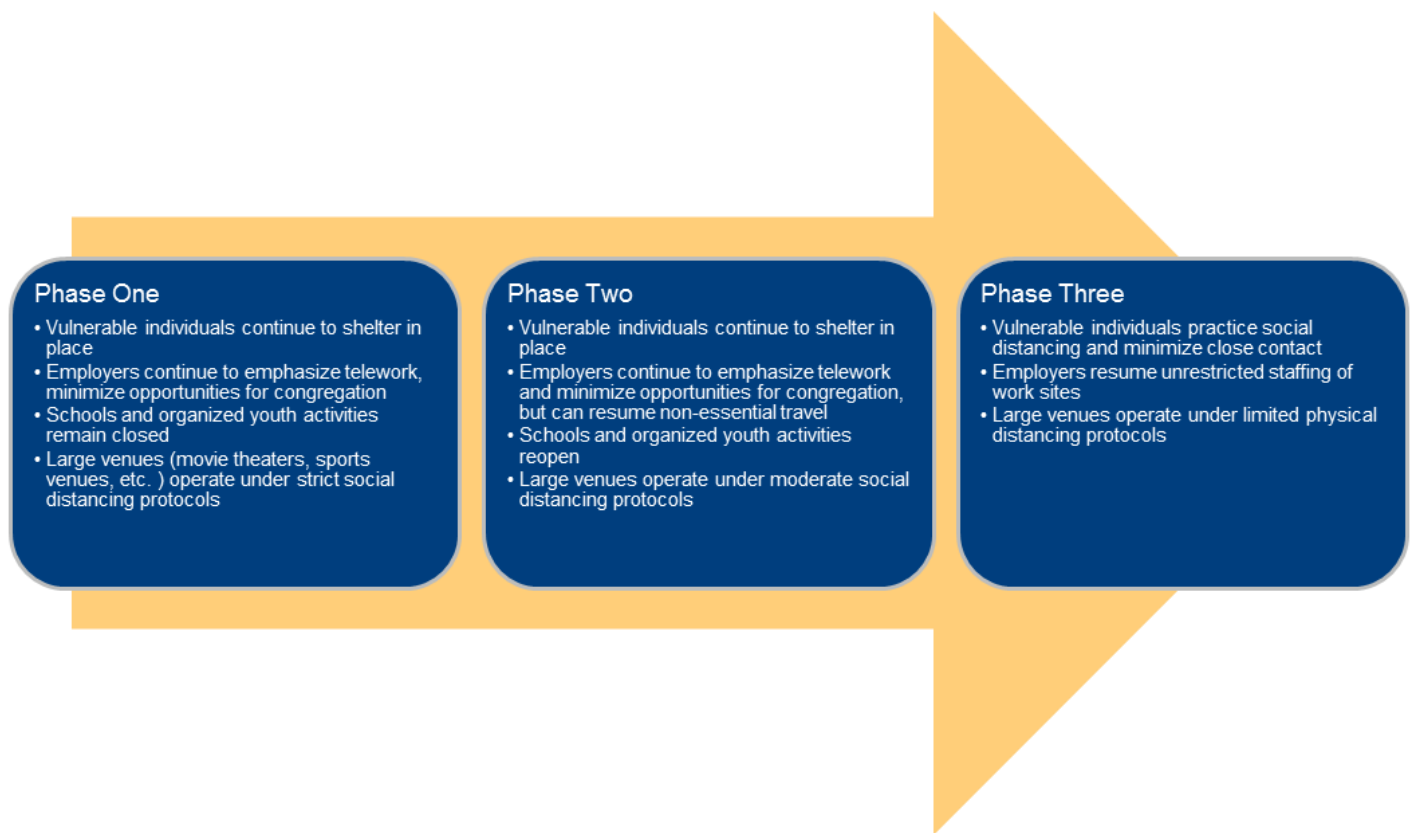 Phase One
• Vulnerable individuals continue to shelter in
place
• Employers continue to emphasize telework,
minimize opportunities for congregation
• Schools and organized youth activities
remain closed
• Large venues (movie theaters, sports
venues, etc. ) operate under strict social
distancing protocols
Phase Two
• Vulnerable individuals continue to shelter in
place
• Employers continue to emphasize telework
and minimize opportunities for congregation,
but can resume non-essential travel
• Schools and organized youth activities
reopen
• Large venues operate under moderate social
distancing protocols
Phase Three
• Vulnerable individuals practice social
distancing and minimize close contact
• Employers resume unrestricted staffing of
work sites
• Large venues operate under limited physical
distancing protocols